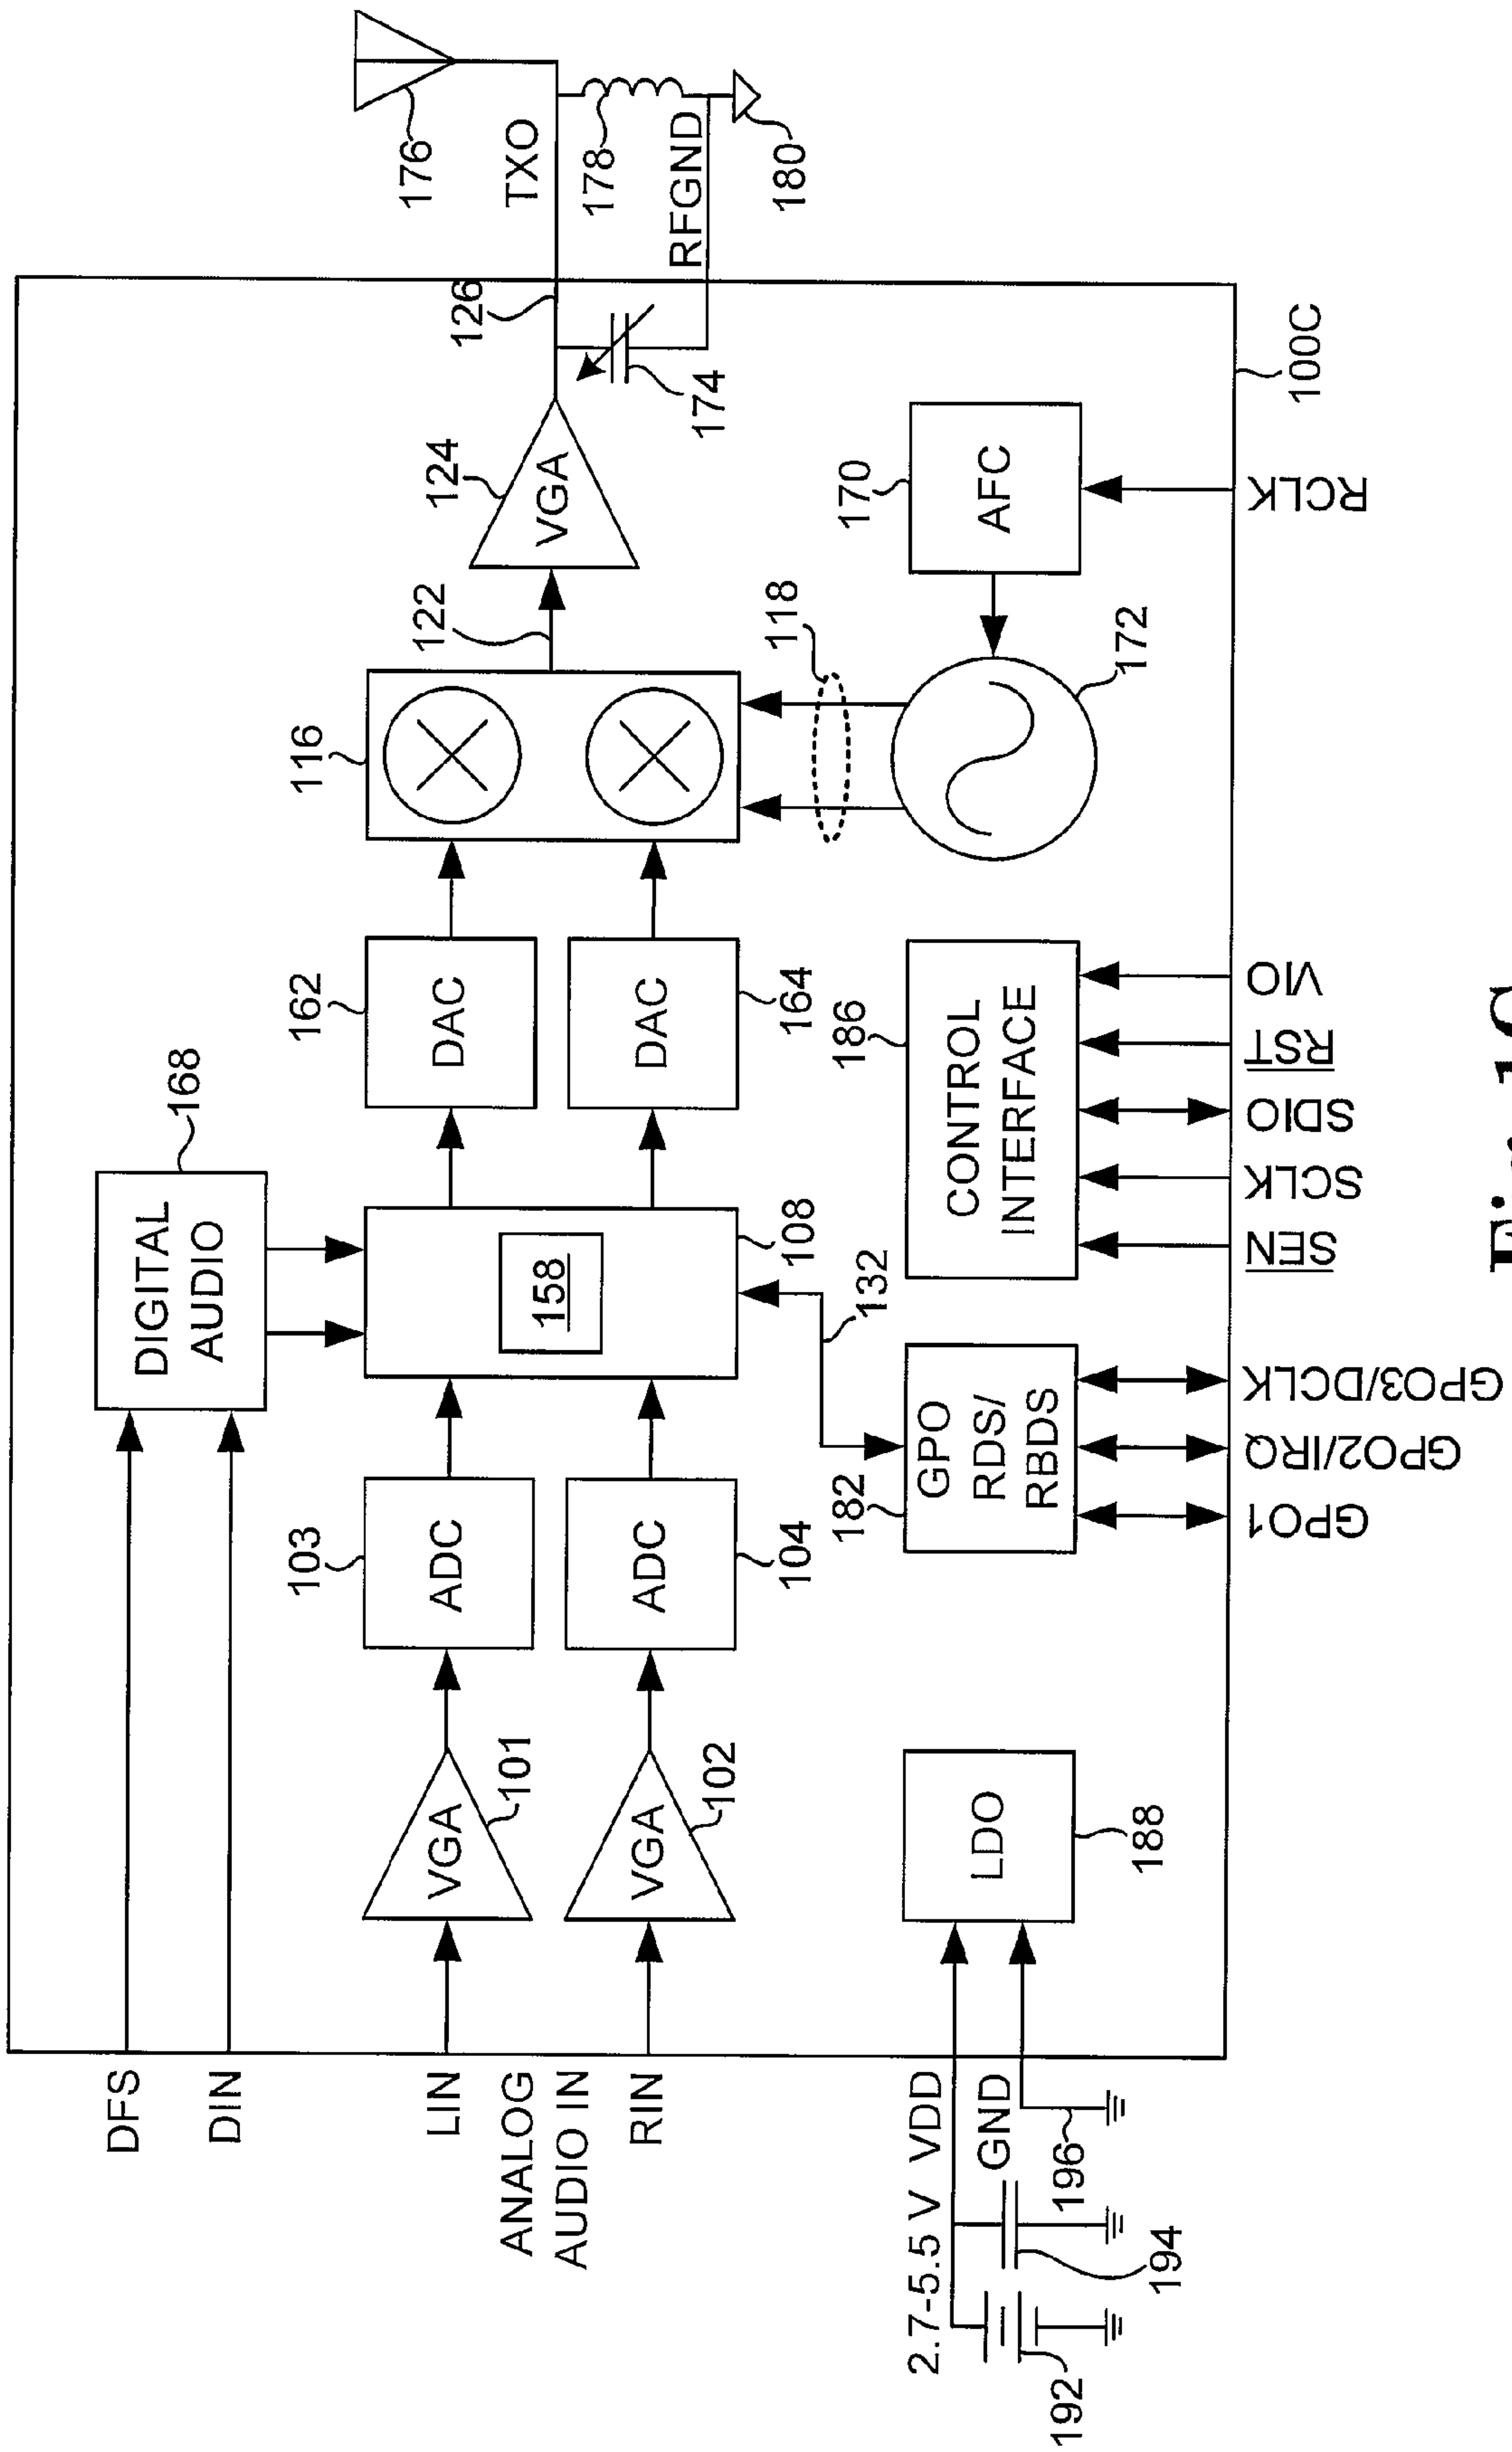 DFS
DIN
LIN
ANALOG
AUDIO IN
RIN
2.7-5.5 V VDD
GND
192
194
196
DIGITAL
AUDIO
168
VGA
101
VGA
102
103
ADC
ADC
104
158
108
162
DAC
DAC
164
116
122
124
VGA
126
174
176
TXO
178
RFGND
180
118
172
170
AFC
RCLK
132
182
GPO
RDS/
RBDS
GPO1
GPO2/IRQ
GPO3/DCLK
186
CONTROL
INTERFACE
SEN
SCLK
SDIO
RST
VIO
LDO
188
100C